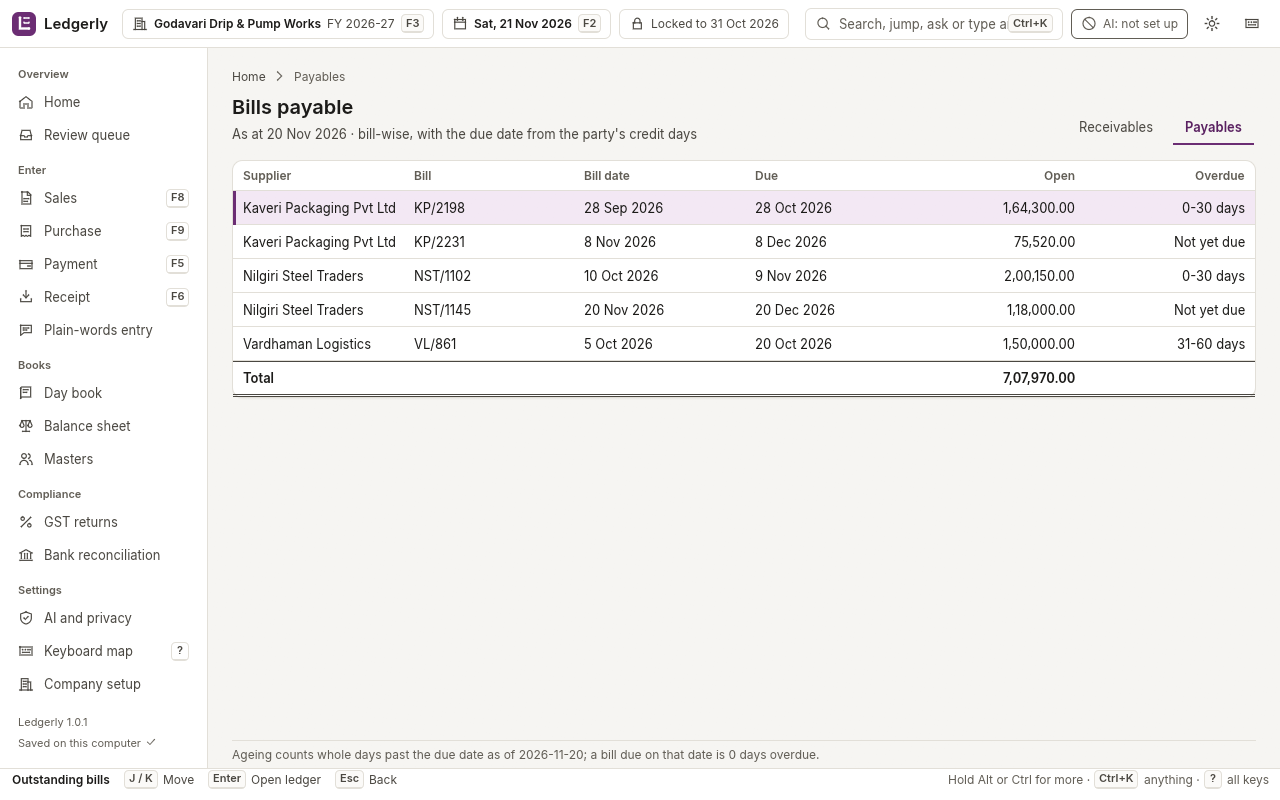 Ledgerly
Godavari Drip & Pump Works FY 2026-27 F3
Sat, 21 Nov 2026 F2
Locked to 31 Oct 2026
Search, jump, ask or type a Ctrl+K
AI: not set up
Overview
Home
Review queue
Enter
Sales F8
Purchase F9
Payment F5
Receipt F6
Plain-words entry
Books
Day book
Balance sheet
Masters
Compliance
GST returns
Bank reconciliation
Settings
AI and privacy
Keyboard map ?
Company setup
Ledgerly 1.0.1
Saved on this computer
Home Payables
Bills payable
As at 20 Nov 2026 · bill-wise, with the due date from the party's credit days
Receivables Payables
Supplier Bill Bill date Due Open Overdue
Kaveri Packaging Pvt Ltd KP/2198 28 Sep 2026 28 Oct 2026 1,64,300.00 0-30 days
Kaveri Packaging Pvt Ltd KP/2231 8 Nov 2026 8 Dec 2026 75,520.00 Not yet due
Nilgiri Steel Traders NST/1102 10 Oct 2026 9 Nov 2026 2,00,150.00 0-30 days
Nilgiri Steel Traders NST/1145 20 Nov 2026 20 Dec 2026 1,18,000.00 Not yet due
Vardhaman Logistics VL/861 5 Oct 2026 20 Oct 2026 1,50,000.00 31-60 days
Total 7,07,970.00
Ageing counts whole days past the due date as of 2026-11-20; a bill due on that date is 0 days overdue.
Outstanding bills J / K Move Enter Open ledger Esc Back
Hold Alt or Ctrl for more · Ctrl+K anything · ? all keys